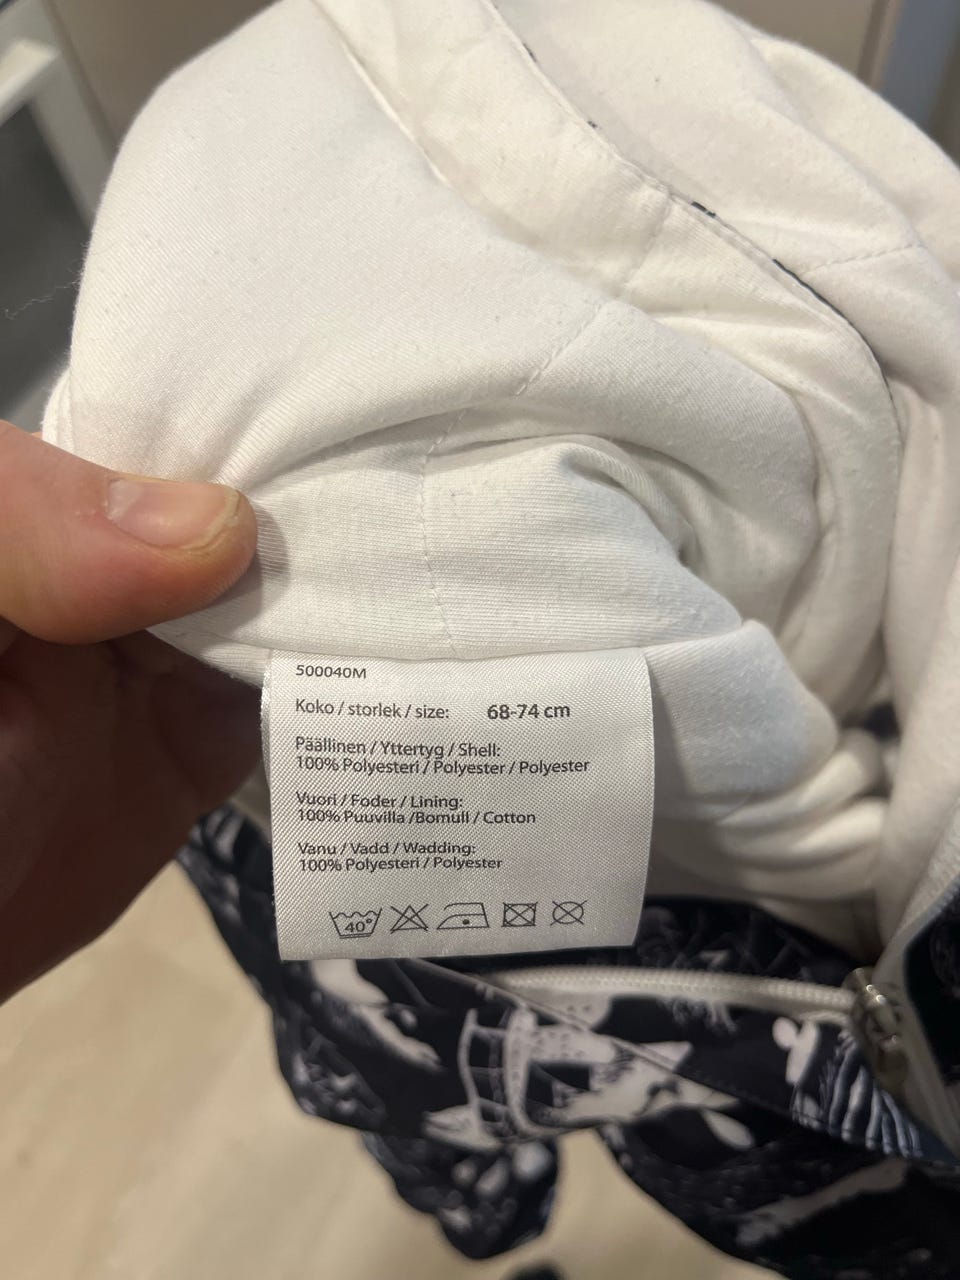 500040M
Koko / storlek / size: 68-74 cm
Päällinen / Yttertyg / Shell:
100% Polyesteri / Polyester / Polyester
Vuori / Foder / Lining:
100% Puuvilla /Bomull / Cotton
Vanu / Vadd / Wadding:
100% Polyesteri / Polyester
40°